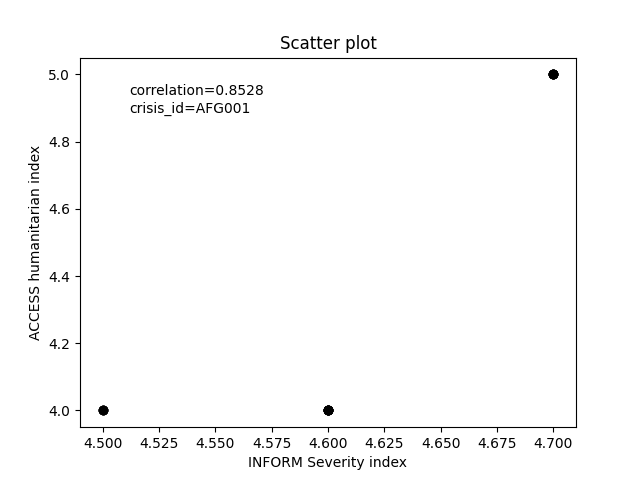 Scatter plot
correlation=0.8528
crisis_id=AFG001
ACCESS humanitarian index
5.0
4.8
4.6
4.4
4.2
4.0
4.500 4.525 4.550 4.575 4.600 4.625 4.650 4.675 4.700
INFORM Severity index